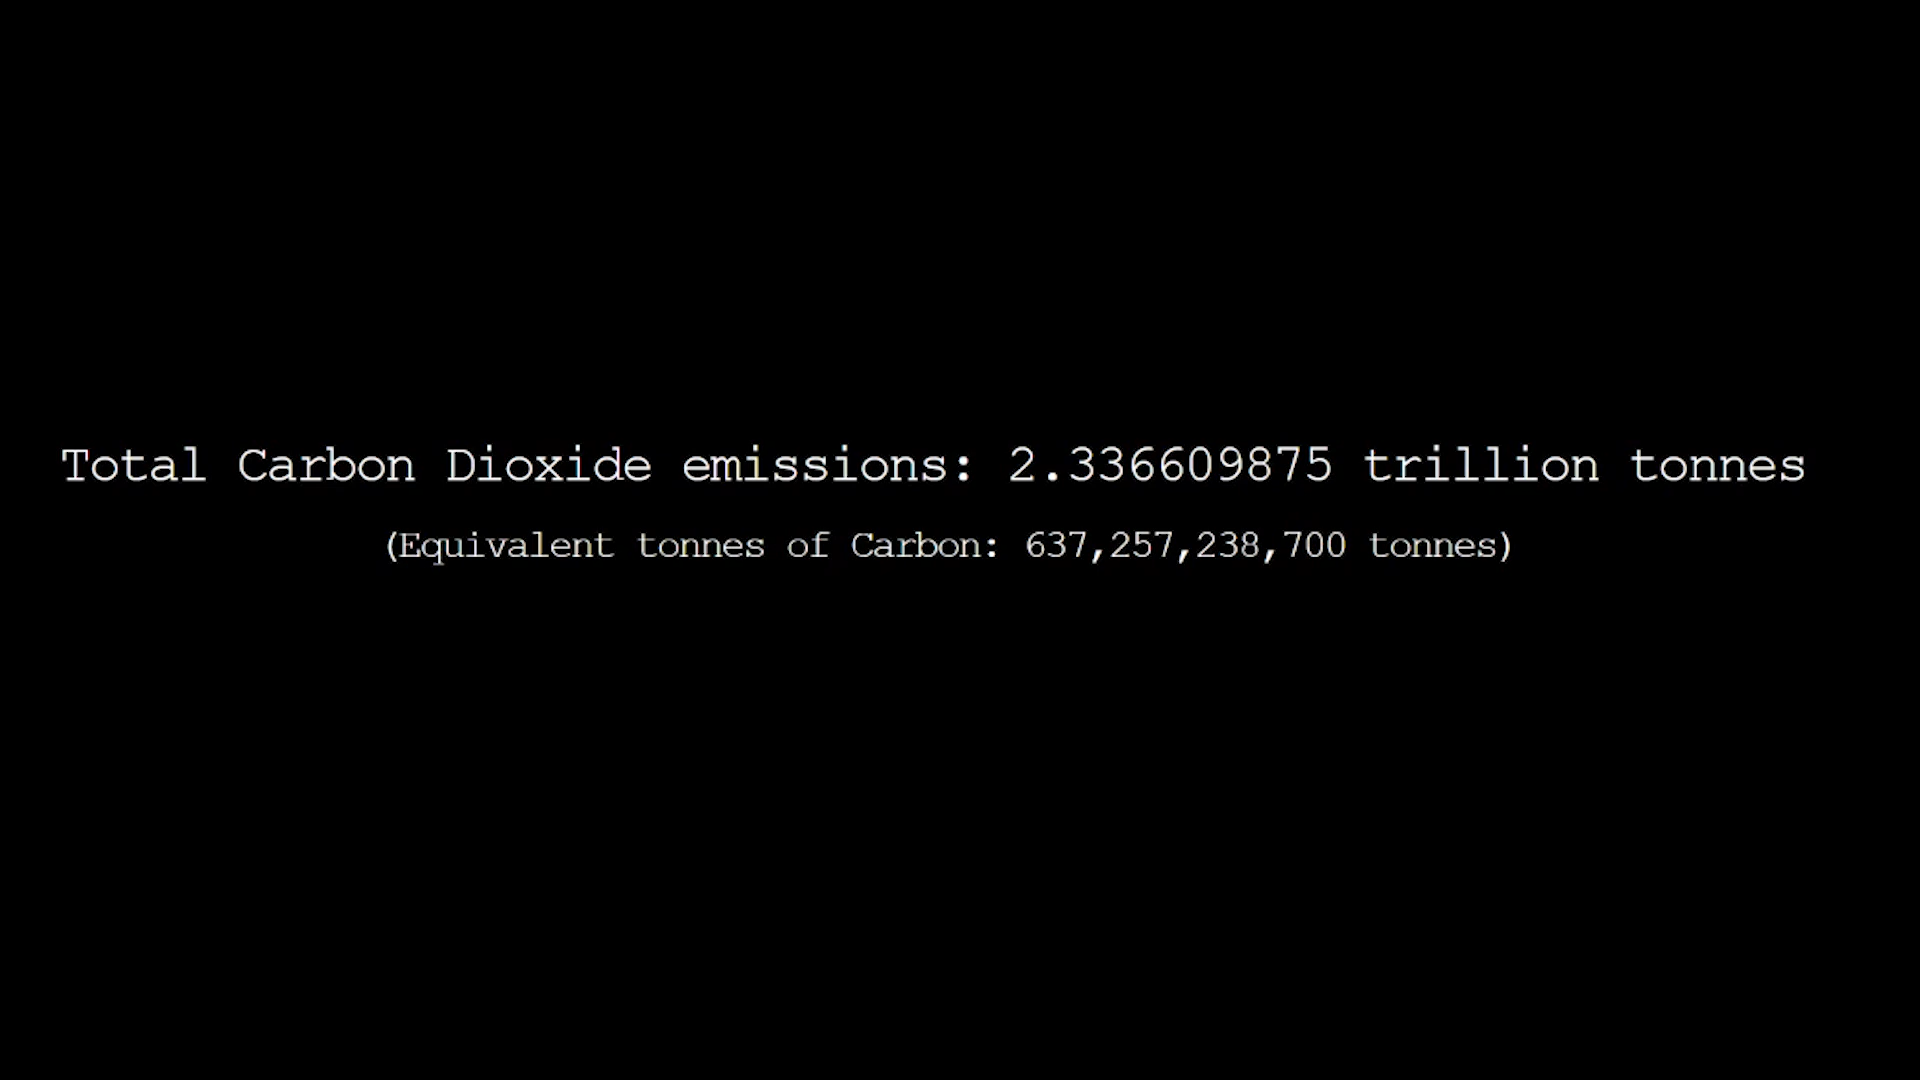 Total Carbon Dioxide emissions: 2.336609875 trillion tonnes
(Equivalent tonnes of Carbon: 637,257,238,700 tonnes)